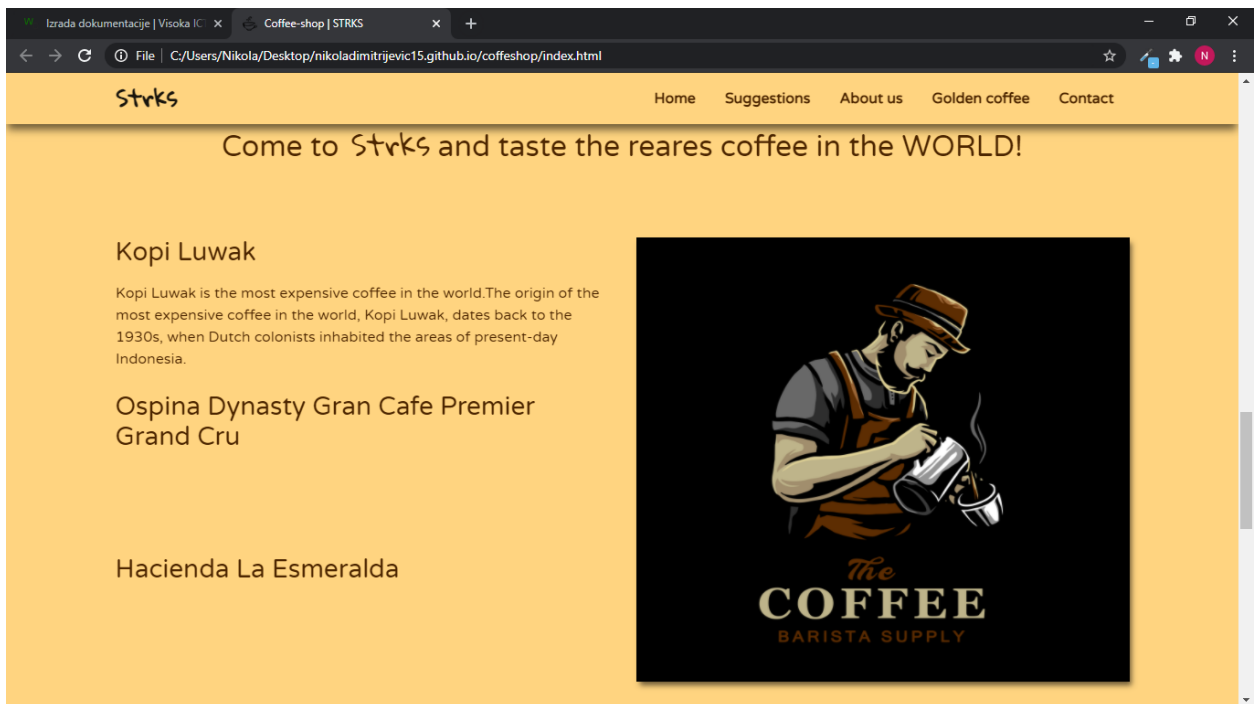 Izrada dokumentacije | Visoka IC
Coffee-shop | STRKS
File | C:/Users/Nikola/Desktop/nikoladimitrijevic15.github.io/coffeshop/index.html
N
Strks
Home Suggestions About us Golden coffee Contact
Come to Strks and taste the reares coffee in the WORLD!
Kopi Luwak
Kopi Luwak is the most expensive coffee in the world.The origin of the
most expensive coffee in the world, Kopi Luwak, dates back to the
1930s, when Dutch colonists inhabited the areas of present-day
Indonesia.
Ospina Dynasty Gran Cafe Premier
Grand Cru
Hacienda La Esmeralda
The
COFFEE
BARISTA SUPPLY